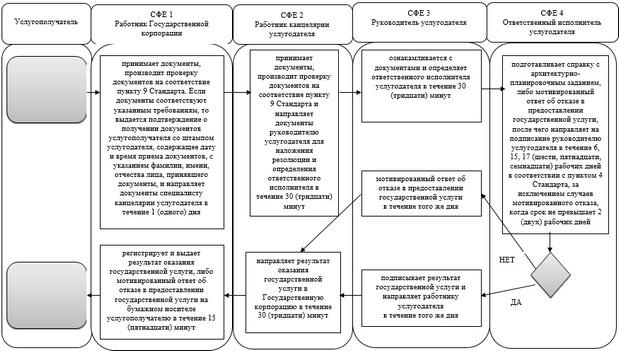 Услугополучатель
СФЕ 1
Работник Государственной
корпорации
СФЕ 2
Работник канцелярии
услугодателя
СФЕ 3
Руководитель услугодателя
СФЕ 4
Ответственный исполнитель
услугодателя
принимает документы,
производит проверку
документов на соответствие
пункту 9 Стандарта. Если
документы соответствуют
указанным требованиям, то
выдается подтверждение о
получении документов
услугополучателя со штампом
услугодателя, содержащее дату
и время приема документов, с
указанием фамилии, имени,
отчества лица, принявшего
документы, и направляет
документы специалисту
канцелярии услугодателя в
течение 1 (одного) дня
принимает
документы,
производит проверку
документов на
соответствие пункту
9 Стандарта и
направляет
документы
руководителю
услугодателя для
наложения
резолюции и
определения
ответственного
исполнителя в
течение 30 (тридцати)
минут
ознакамливается с
документами и определяет
ответственного исполнителя
услугодателя в течение 30
(тридцати) минут
подготавливает справку с
архитектурно-
планировочным заданием,
либо мотивированный
ответ об отказе в
предоставлении
государственной услуги,
после чего направляет на
подписание руководителю
услугодателя в течение 6,
15, 17 (шести, пятнадцати,
семнадцати) рабочих дней
в соответствии с пунктом 4
Стандарта, за
исключением случаев
мотивированного отказа,
когда срок не превышает 2
(двух) рабочих дней
мотивированный ответ об
отказе в предоставлении
государственной услуги
в течение того же дня
регистрирует и выдает
результат оказания
государственной услуги, либо
мотивированный ответ об
отказе в предоставлении
государственной услуги на
бумажном носителе
услугополучателю в течение 15
(пятнадцати) минут
направляет результат
оказания
государственной
услуги в
Государственную
корпорацию в течение
30 (тридцати) минут
подписывает результат
государственной услуги и
направляет работнику
услугодателя
в течение того же дня
НЕТ
ДА